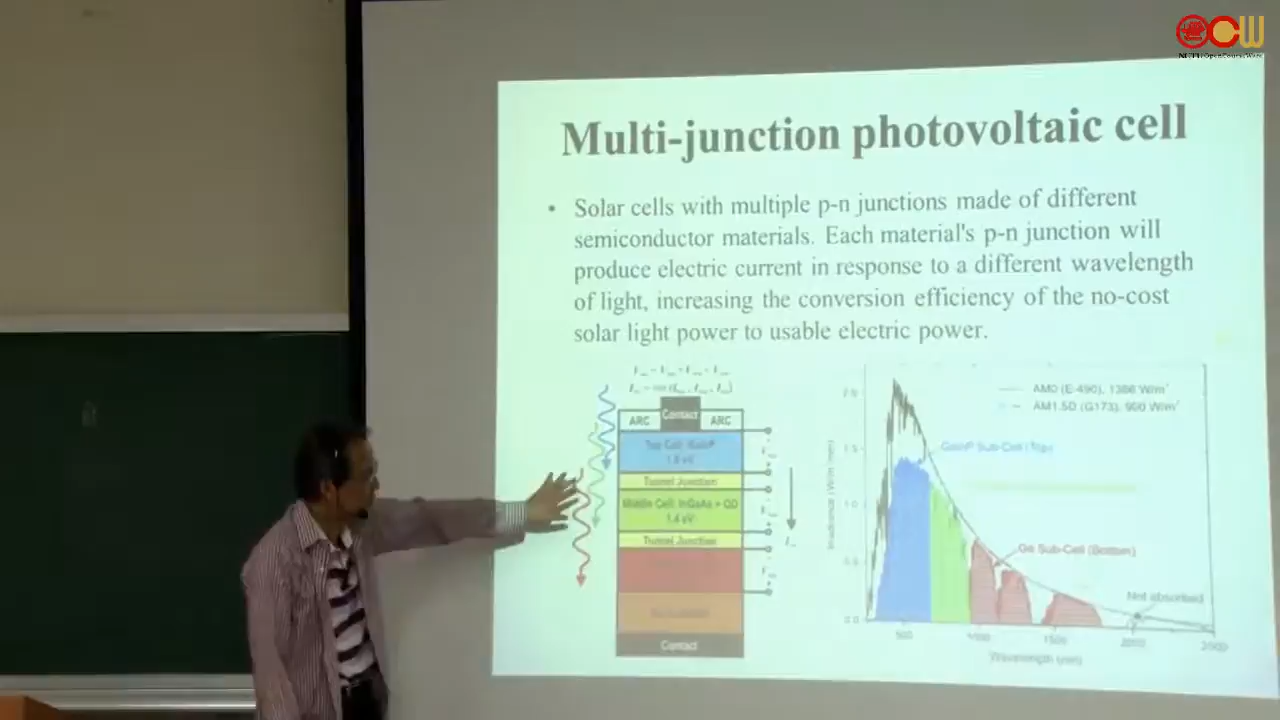 OCW
Multi-junction photovoltaic cell
• Solar cells with multiple p-n junctions made of different
semiconductor materials. Each material's p-n junction will
produce electric current in response to a different wavelength
of light, increasing the conversion efficiency of the no-cost
solar light power to usable electric power.
Contact
ARC
ARC
Top Cell: GaInP
1.8 eV
Tunnel Junction
Middle Cell: InGaAs + QD
1.4 eV
Tunnel Junction
Contact
AM0 (E-490), 1366 W/m²
AM1.5D (G173), 900 W/m²
GaInP Sub-Cell (Top)
Ge Sub-Cell (Bottom)
Not absorbed
500
1000
1500
2000
Wavelength (nm)